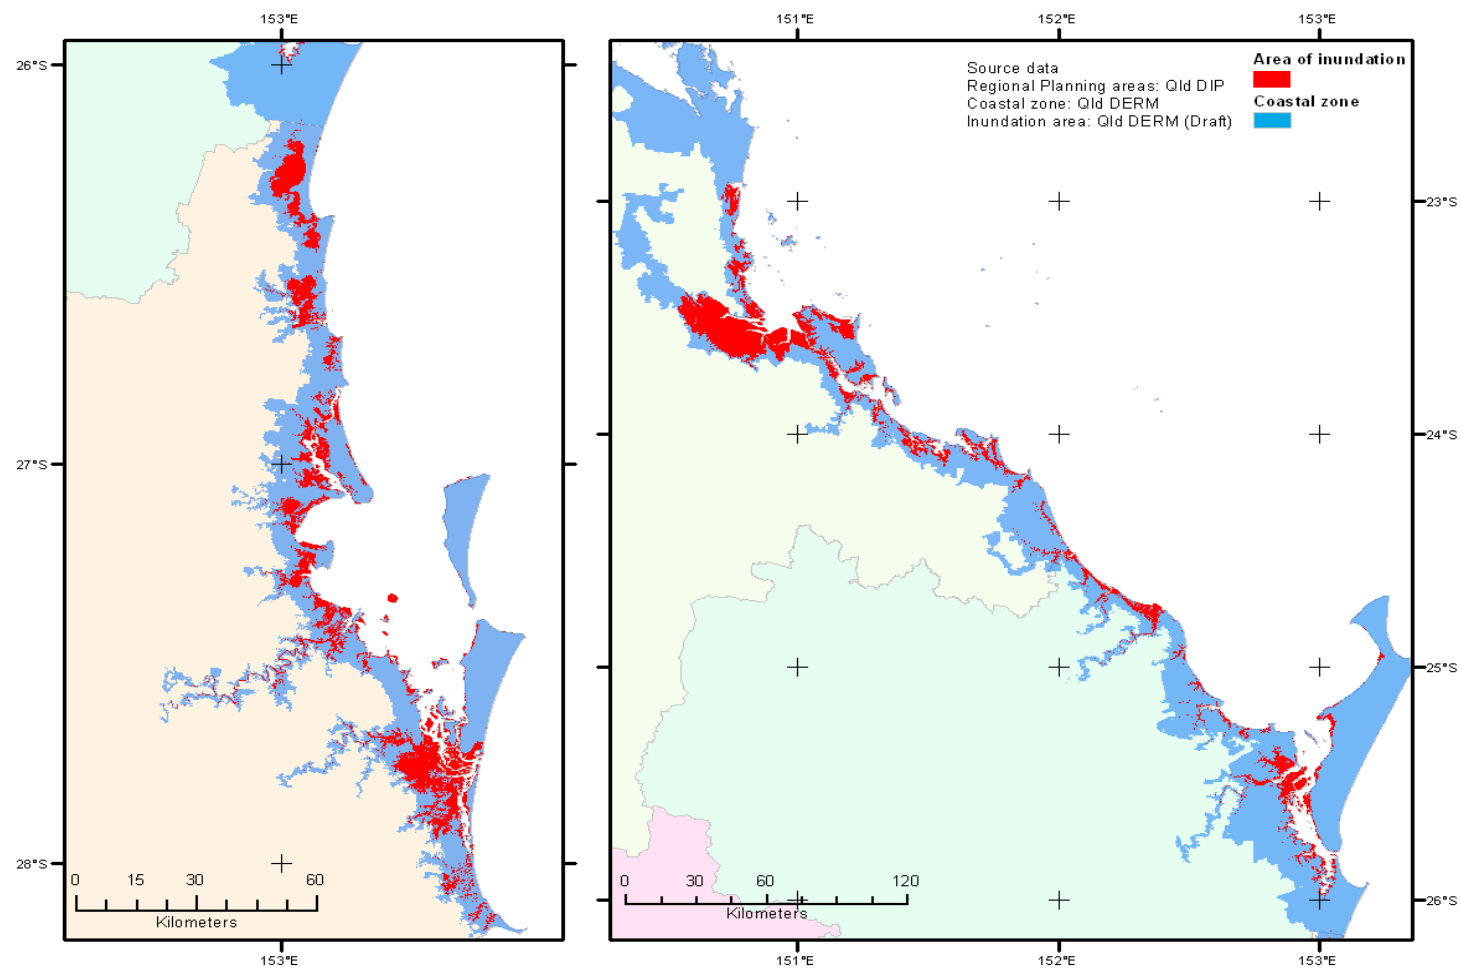 153°E
151°E
152°E
153°E
26°S
27°S
28°S
Source data
Regional Planning areas: Qld DIP
Coastal zone: Qld DERM
Inundation area: Qld DERM (Draft)
Area of inundation
Coastal zone
23°S
24°S
25°S
26°S
0 15 30 60
Kilometers
0 30 60 120
Kilometers
153°E
151°E
152°E
153°E